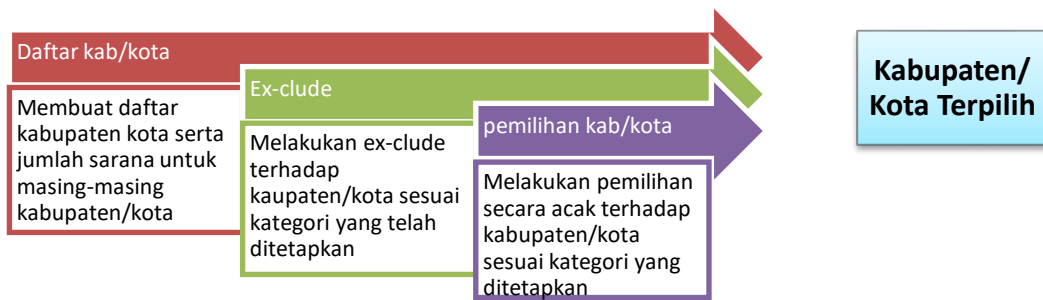 Daftar kab/kota
Membuat daftar
kabupaten kota serta
jumlah sarana untuk
masing-masing
kabupaten/kota
Ex-clude
Melakukan ex-clude
terhadap
kaupaten/kota sesuai
kategori yang telah
ditetapkan
pemilihan kab/kota
Melakukan pemilihan
secara acak terhadap
kabupaten/kota
sesuai kategori yang
ditetapkan
Kabupaten/
Kota Terpilih